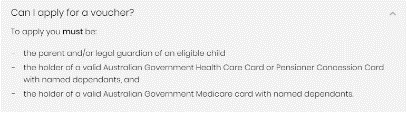 Can I apply for a voucher?
To apply you must be:
- the parent and/or legal guardian of an eligible child
- the holder of a valid Australian Government Health Care Card or Pensioner Concession Card
with named dependants, and
- the holder of a valid Australian Government Medicare card with named dependants.